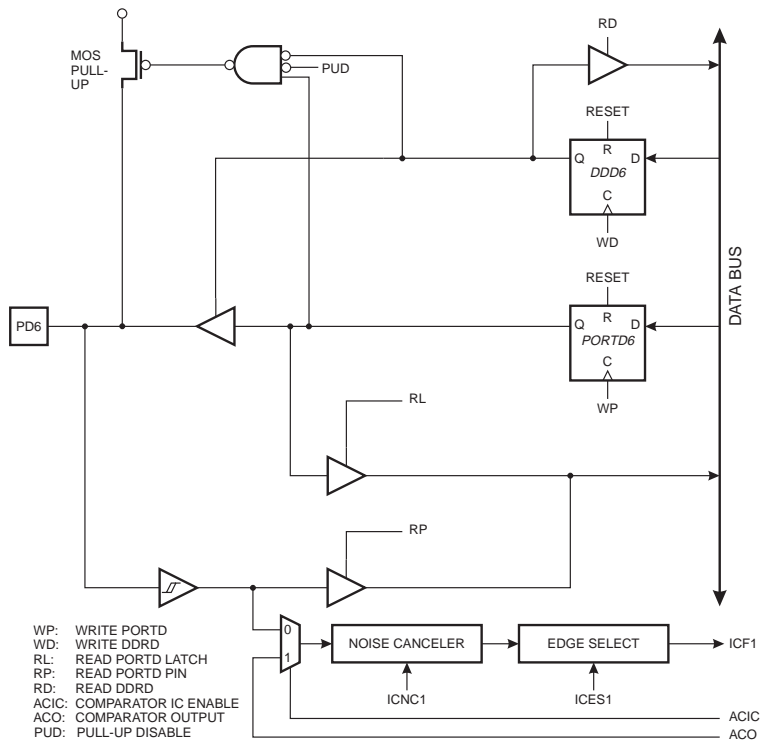 RD
MOS
PULL-
UP
PUD
RESET
R
Q
D
DDD6
C
WD
DATA BUS
RESET
R
PD6
Q
D
PORTD6
C
WP
RL
RP
WP: WRITE PORTD
WD: WRITE DDRD
RL: READ PORTD LATCH
RP: READ PORTD PIN
RD: READ DDRD
ACIC: COMPARATOR IC ENABLE
ACO: COMPARATOR OUTPUT
PUD: PULL-UP DISABLE
0
1
NOISE CANCELER
EDGE SELECT
ICF1
ICNC1
ICES1
ACIC
ACO